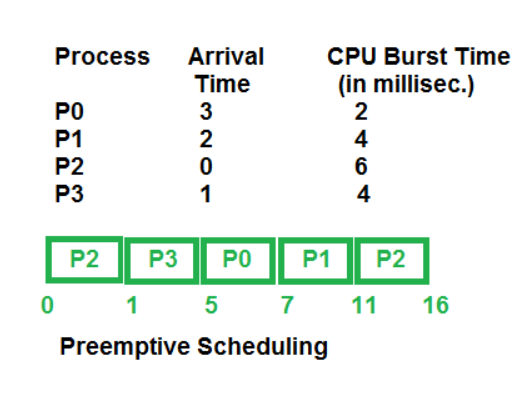 Process Arrival Time CPU Burst Time (in millisec.)
P0 3 2
P1 2 4
P2 0 6
P3 1 4
P2 P3 P0 P1 P2
0 1 5 7 11 16
Preemptive Scheduling